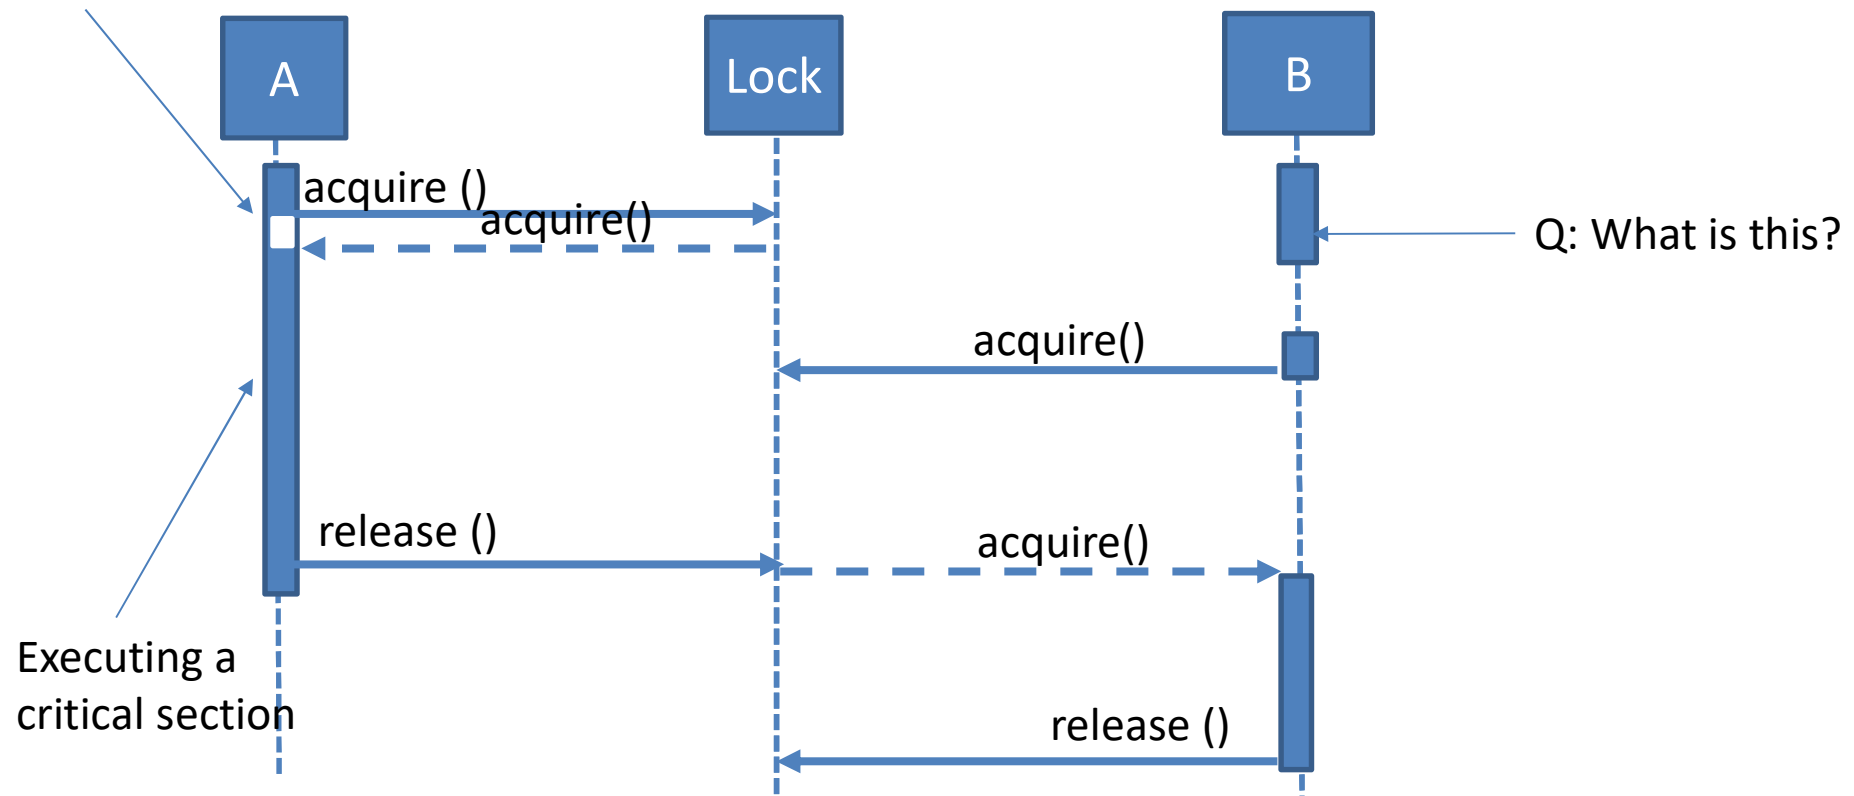 A
Lock
B
acquire ()
acquire()
Q: What is this?
acquire()
release ()
acquire()
Executing a
critical section
release ()